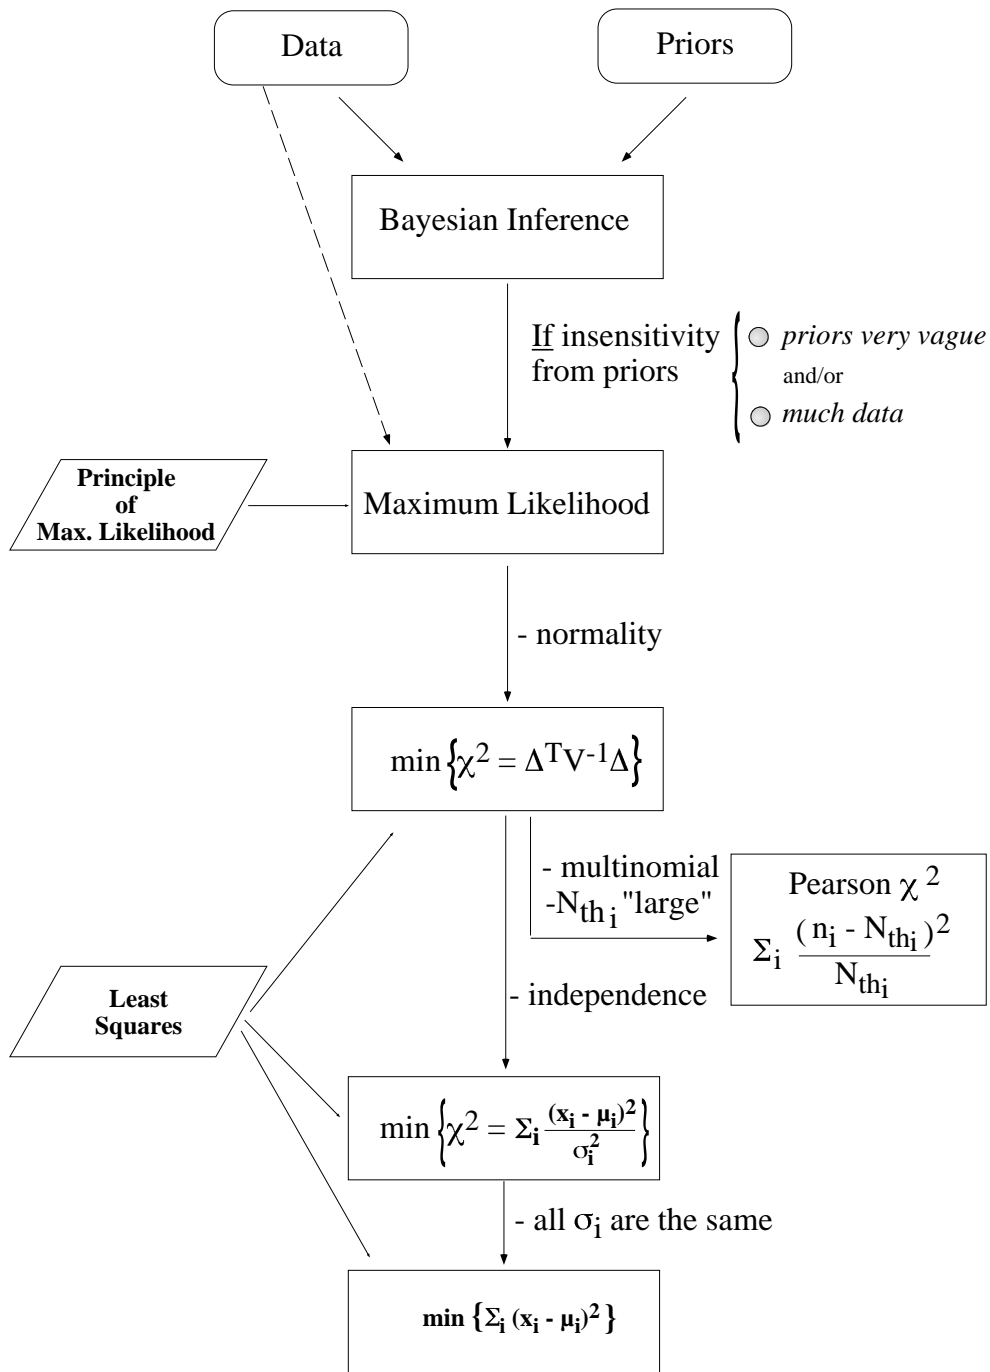 Data
Priors
Bayesian Inference
If insensitivity
from priors
priors very vague
and/or
much data
Principle
of
Max. Likelihood
Maximum Likelihood
- normality
min{χ² = ΔᵀV⁻¹Δ}
- multinomial
-N_th_i "large"
Pearson χ²
Σ_i (n_i - N_th_i)² / N_th_i
- independence
Least
Squares
min{χ² = Σ_i (x_i - μ_i)² / σ_i²}
- all σ_i are the same
min {Σ_i (x_i - μ_i)²}